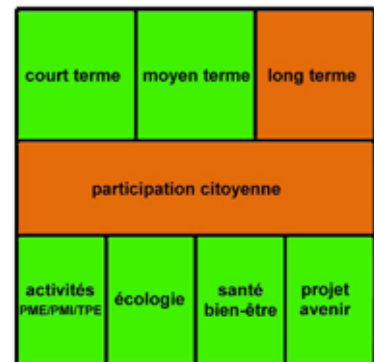 court terme
moyen terme
long terme
participation citoyenne
activités
PME/PMI/TPE
écologie
santé
bien-être
projet
avenir